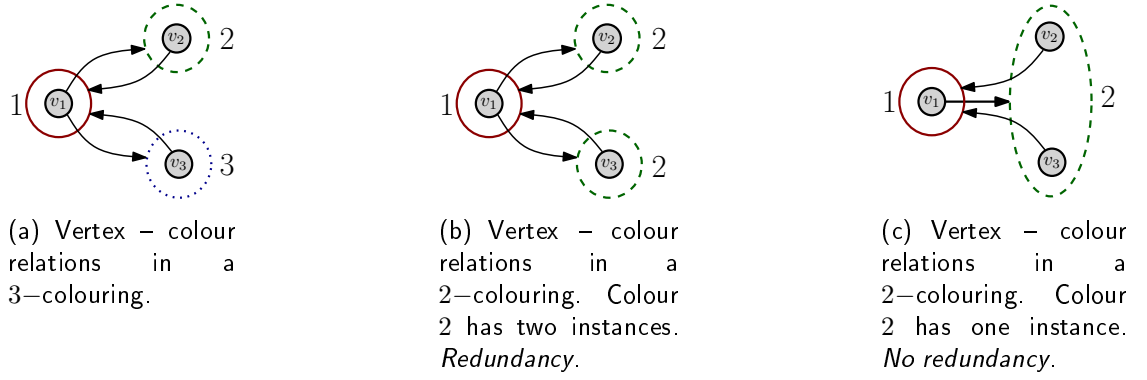 v2 2
1 v1
v3 3
(a) Vertex – colour
relations in a
3−colouring.
v2 2
1 v1
v3 2
(b) Vertex – colour
relations in a
2−colouring. Colour
2 has two instances.
Redundancy.
v2
1 v1 2
v3
(c) Vertex – colour
relations in a
2−colouring. Colour
2 has one instance.
No redundancy.